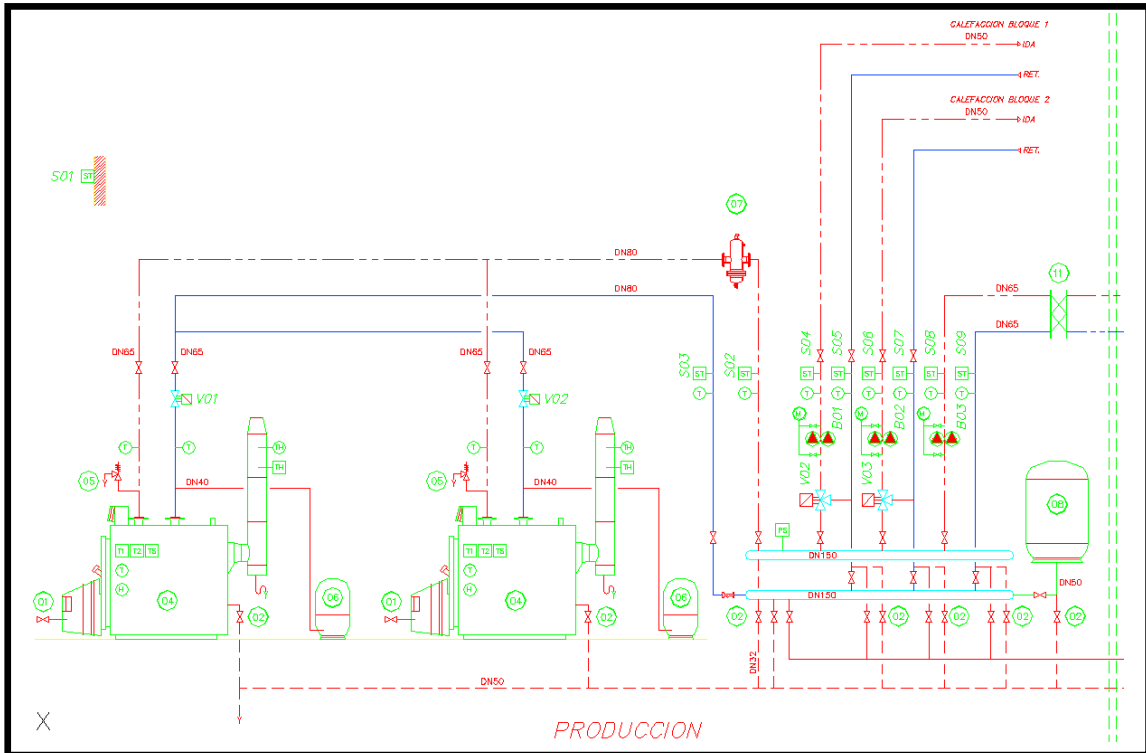 CALEFACCION BLOQUE 1
DN50
IDA
RET.
CALEFACCION BLOQUE 2
DN50
IDA
RET.
S01 ST
07
DN80
DN80
11
DN65
DN65
DN65 DN65
DN65 DN65
S03 S02 S04 S05 S06 S07 S08 S09
ST ST ST ST ST ST ST ST
T T T T T T T T
V01
V02
M M M
B01 B02 B03
T T T T
TH TH
TH TH
05 05
DN40 DN40
V02 V03
08
PS
T1 T2 TS
T1 T2 TS
DN150
T T
DN50
H H
DN150
01 04 02 06
01 04 02 06
02 02 02 02 02
DN32
DN50
X
PRODUCCION